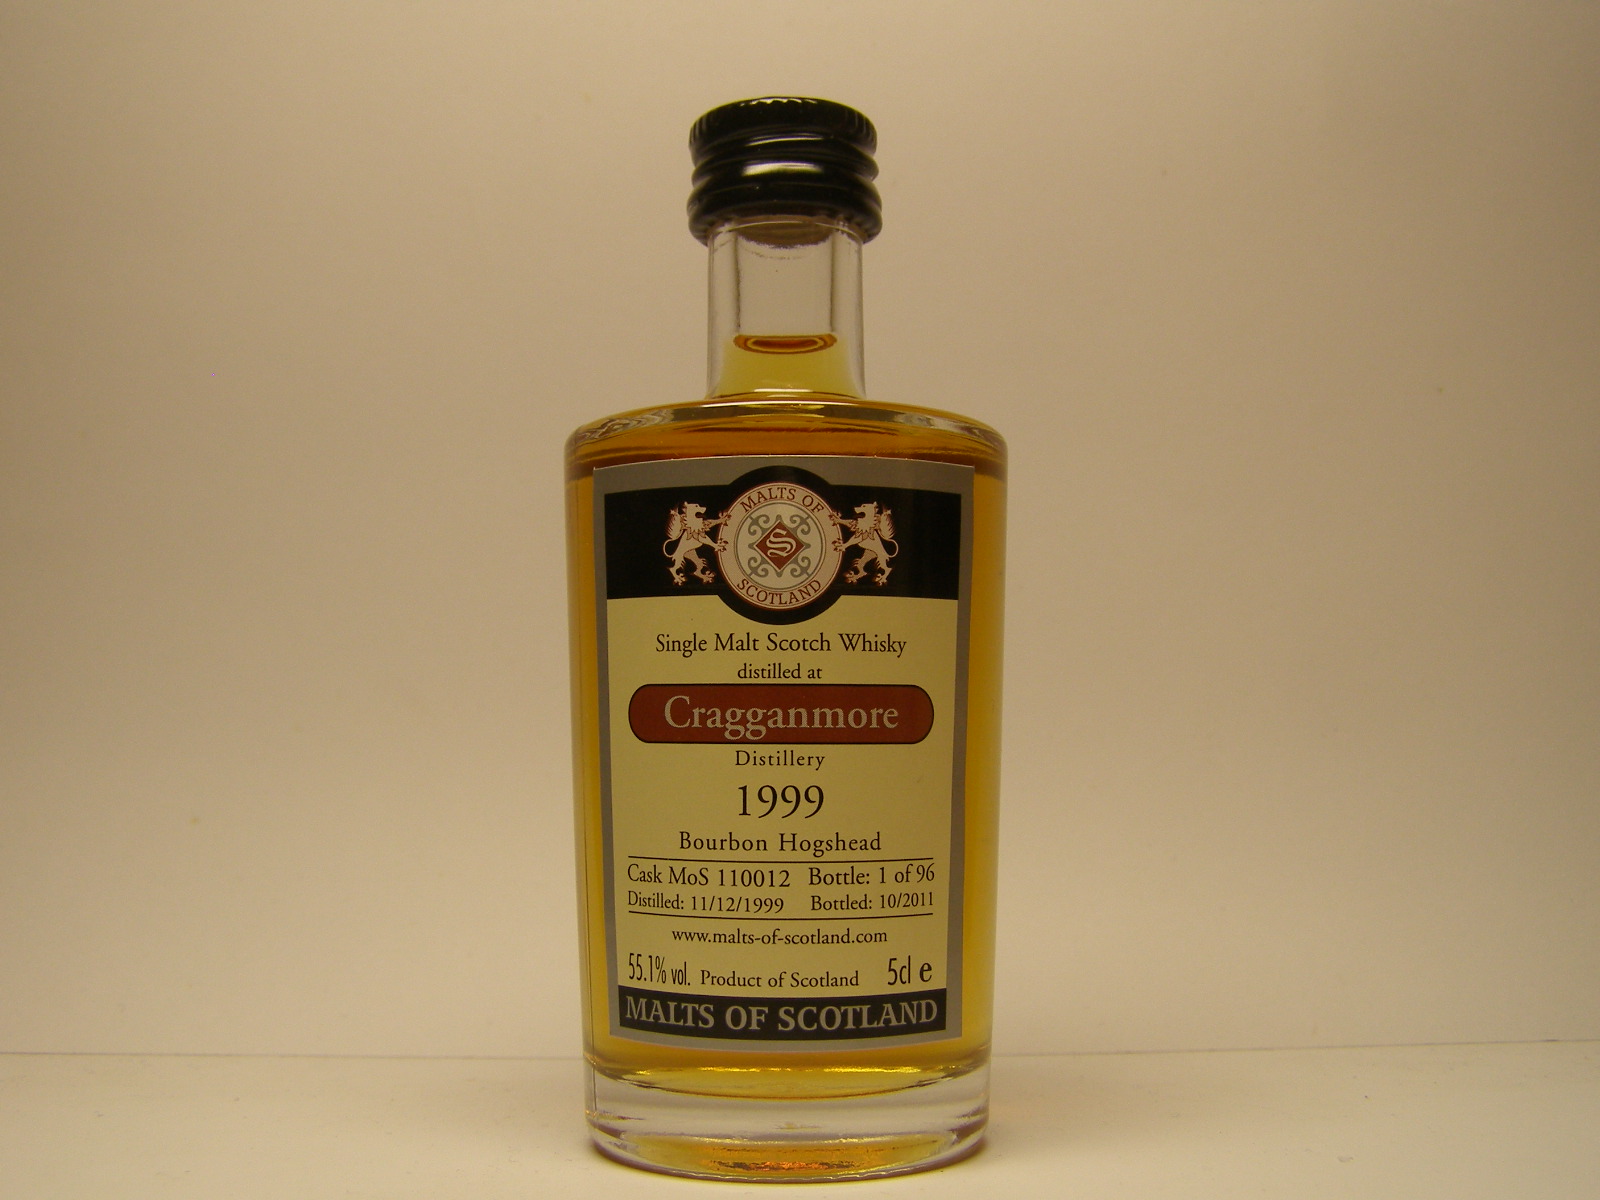 MALTS OF
S
SCOTLAND
Single Malt Scotch Whisky
distilled at
Cragganmore
Distillery
1999
Bourbon Hogshead
Cask MoS 110012 Bottle: 1 of 96
Distilled: 11/12/1999 Bottled: 10/2011
www.malts-of-scotland.com
55.1% vol. Product of Scotland 5cl e
MALTS OF SCOTLAND